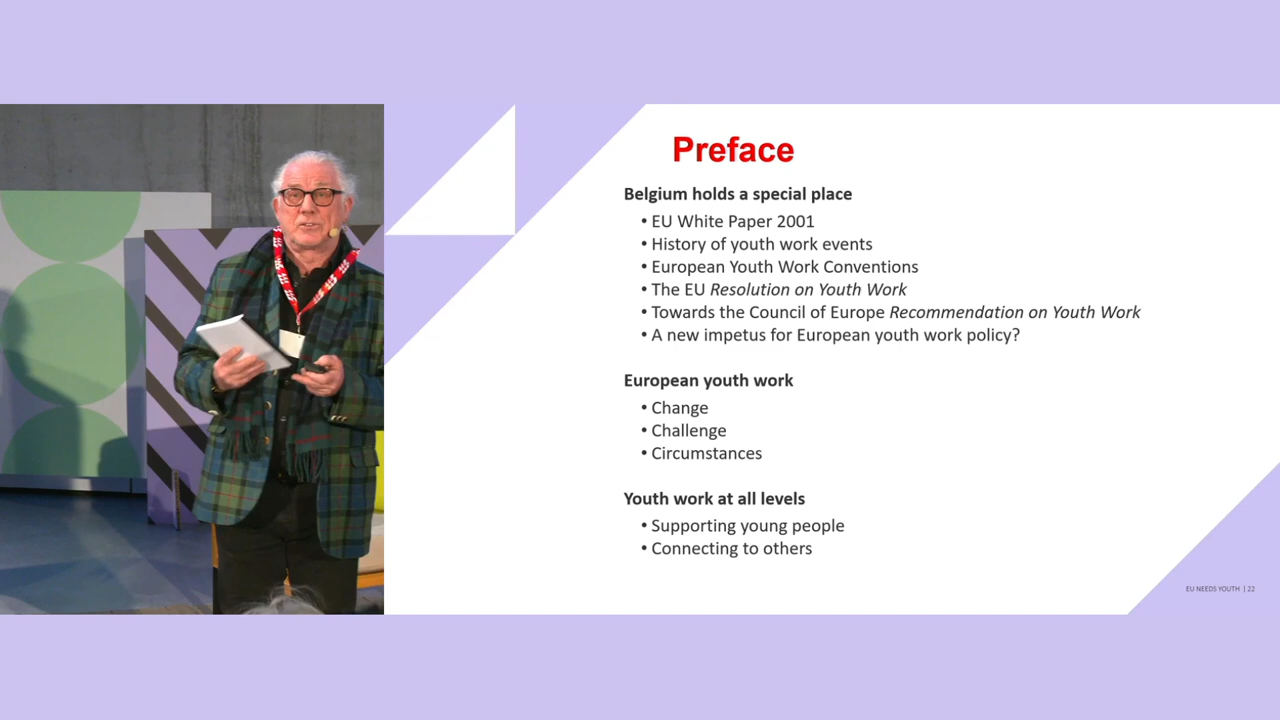 Preface
Belgium holds a special place
• EU White Paper 2001
• History of youth work events
• European Youth Work Conventions
• The EU Resolution on Youth Work
• Towards the Council of Europe Recommendation on Youth Work
• A new impetus for European youth work policy?
European youth work
• Change
• Challenge
• Circumstances
Youth work at all levels
• Supporting young people
• Connecting to others
EU NEEDS YOUTH | 22